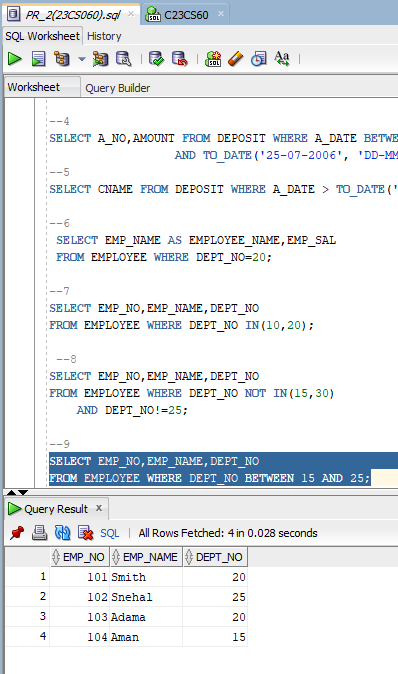 PR_2(23CS060).sql × C23CS60 ×
SQL Worksheet History
Worksheet Query Builder
--4
SELECT A_NO,AMOUNT FROM DEPOSIT WHERE A_DATE BETWE
AND TO_DATE('25-07-2006', 'DD-MM
--5
SELECT CNAME FROM DEPOSIT WHERE A_DATE > TO_DATE('
--6
SELECT EMP_NAME AS EMPLOYEE_NAME,EMP_SAL
FROM EMPLOYEE WHERE DEPT_NO=20;
--7
SELECT EMP_NO,EMP_NAME,DEPT_NO
FROM EMPLOYEE WHERE DEPT_NO IN(10,20);
--8
SELECT EMP_NO,EMP_NAME,DEPT_NO
FROM EMPLOYEE WHERE DEPT_NO NOT IN(15,30)
AND DEPT_NO!=25;
--9
SELECT EMP_NO,EMP_NAME,DEPT_NO
FROM EMPLOYEE WHERE DEPT_NO BETWEEN 15 AND 25;
Query Result ×
SQL | All Rows Fetched: 4 in 0.028 seconds
EMP_NO EMP_NAME DEPT_NO
1 101 Smith 20
2 102 Snehal 25
3 103 Adama 20
4 104 Aman 15